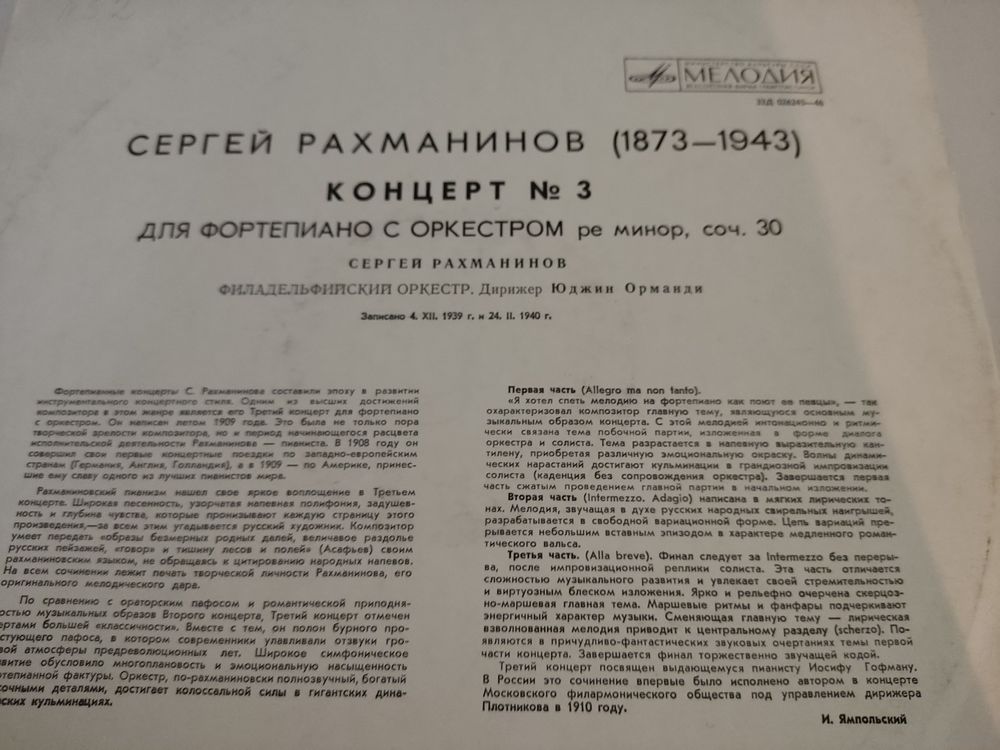 МЕЛОДИЯ
33Д 026245—46
СЕРГЕЙ РАХМАНИНОВ (1873—1943)
КОНЦЕРТ № 3
ДЛЯ ФОРТЕПИАНО С ОРКЕСТРОМ ре минор, соч. 30
СЕРГЕЙ РАХМАНИНОВ
ФИЛАДЕЛЬФИЙСКИЙ ОРКЕСТР. Дирижер Юджин Орманди
Записано 4. XII. 1939 г. и 24. II. 1940 г.
Фортепианные концерты С. Рахманинова составили эпоху в развитии
инструментального концертного стиля. Одним из высших достижений
композитора в этом жанре является его Третий концерт для фортепиано
с оркестром. Он написан летом 1909 года. Это была не только пора
творческой зрелости композитора, но и период начинающегося расцвета
исполнительской деятельности Рахманинова — пианиста. В 1908 году он
совершил свои первые концертные поездки по западно-европейским
странам (Германия, Англия, Голландия), а в 1909 — по Америке, принес-
шие ему славу одного из лучших пианистов мира.
Рахманиновский пианизм нашел свое яркое воплощение в Третьем
концерте. Широкая песенность, узорчатая напевная полифония, задушев-
ность и глубина чувства, которые пронизывают каждую страницу этого
произведения,—за всем этим угадывается русский художник. Композитор
умеет передать «образы безмерных родных далей, величавое раздолье
русских пейзажей, «говор» и тишину лесов и полей» (Асафьев) своим
рахманиновским языком, не обращаясь к цитированию народных напевов.
На всем сочинении лежит печать творческой личности Рахманинова, его
оригинального мелодического дара.
По сравнению с ораторским пафосом и романтической приподня-
остью музыкальных образов Второго концерта, Третий концерт отмечен
ертами большей «классичности». Вместе с тем, он полон бурного про-
стующего пафоса, в котором современники улавливали отзвуки гро-
вой атмосферы предреволюционных лет. Широкое симфоническое
звитие обусловило многоплановость и эмоциональную насыщенность
ртепианной фактуры. Оркестр, по-рахманиновски полнозвучный, богатый
сочными деталями, достигает колоссальной силы в гигантских дина-
ских кульминациях.
Первая часть (Allegro ma non tanto).
«Я хотел спеть мелодию на фортепиано как поют ее певцы», — так
охарактеризовал композитор главную тему, являющуюся основным му-
зыкальным образом концерта. С этой мелодией интонационно и ритми-
чески связана тема побочной партии, изложенная в форме диалога
оркестра и солиста. Тема разрастается в напевную выразительную кан-
тилену, приобретая различную эмоциональную окраску. Волны динами-
ческих нарастаний достигают кульминации в грандиозной импровизации
солиста (каденция без сопровождения оркестра). Завершается первая
часть сжатым проведением главной партии в начальном изложении.
Вторая часть (Intermezzo. Adagio) написана в мягких лирических то-
нах. Мелодия, звучащая в духе русских народных свирельных наигрышей,
разрабатывается в свободной вариационной форме. Цепь вариаций пре-
рывается небольшим вставным эпизодом в характере медленного роман-
тического вальса.
Третья часть. (Alla breve). Финал следует за Intermezzo без переры-
ва, после импровизационной реплики солиста. Эта часть отличается
сложностью музыкального развития и увлекает своей стремительностью
и виртуозным блеском изложения. Ярко и рельефно очерчена скерцоз-
но-маршевая главная тема. Маршевые ритмы и фанфары подчеркивают
энергичный характер музыки. Сменяющая главную тему — лирическая
взволнованная мелодия приводит к центральному разделу (scherzo). По-
являются в причудливо-фантастических звуковых очертаниях темы первой
части концерта. Завершается финал торжественно звучащей кодой.
Третий концерт посвящен выдающемуся пианисту Иосифу Гофману.
В России это сочинение впервые было исполнено автором в концерте
Московского филармонического общества под управлением дирижера
Плотникова в 1910 году.
И. Ямпольский